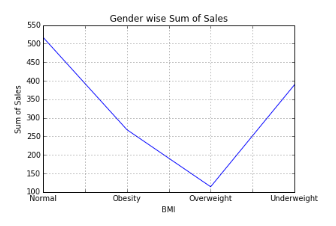 Gender wise Sum of Sales
550
500
450
400
350
300
250
200
150
100
Sum of Sales
Normal Obesity Overweight Underweight
BMI